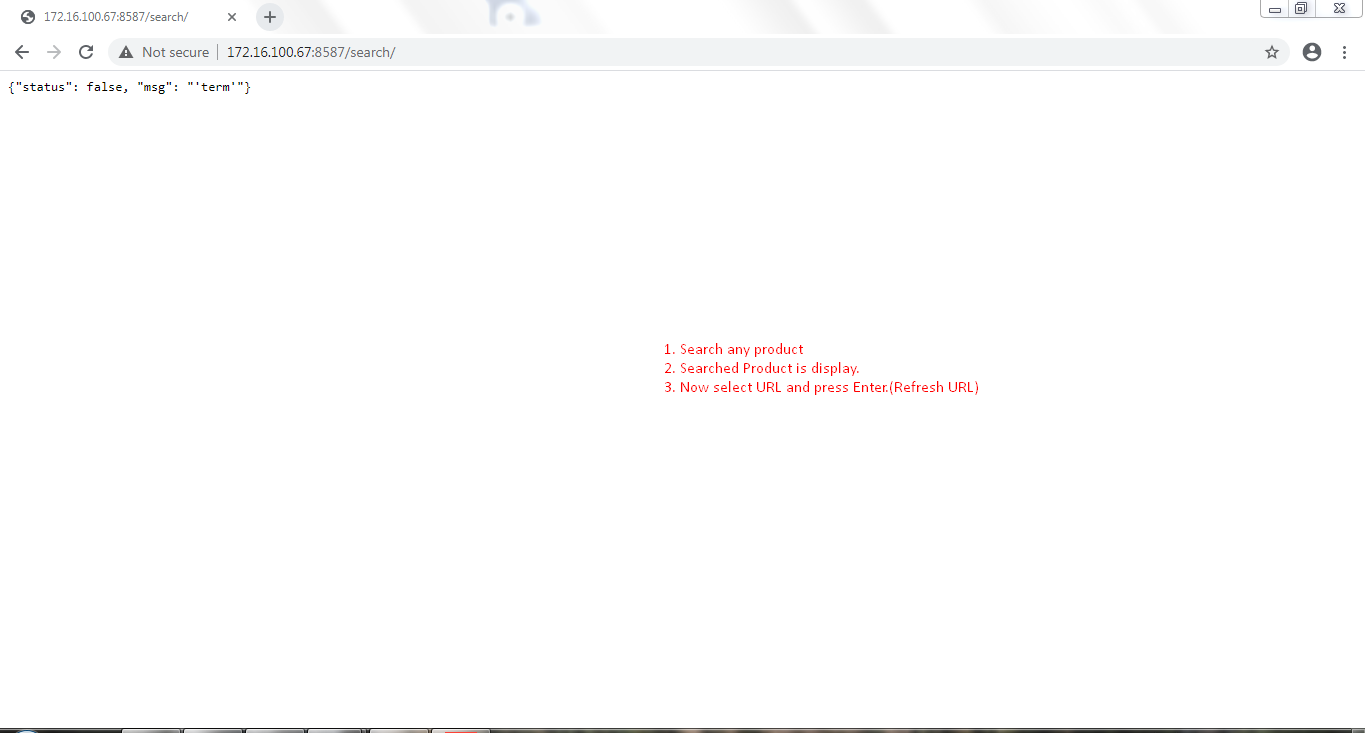 172.16.100.67:8587/search/
Not secure
172.16.100.67:8587/search/
{"status": false, "msg": "'term'"}
1. Search any product
2. Searched Product is display.
3. Now select URL and press Enter.(Refresh URL)